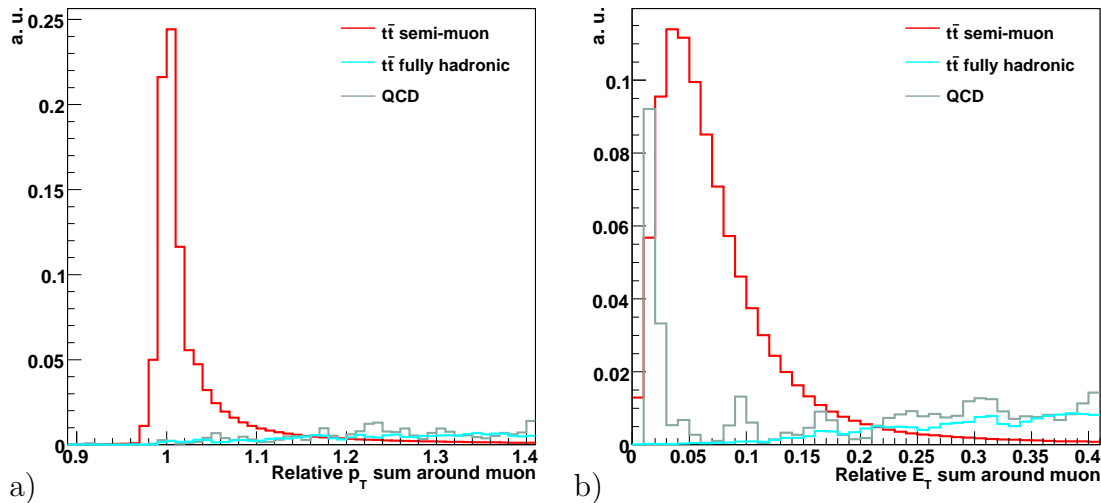 a. u.
0.25
0.2
0.15
0.1
0.05
0
0.9
1
1.1
1.2
1.3
1.4
tt̄ semi-muon
tt̄ fully hadronic
QCD
Relative p_T sum around muon
a)
a. u.
0.1
0.08
0.06
0.04
0.02
0
0.05
0.1
0.15
0.2
0.25
0.3
0.35
0.4
tt̄ semi-muon
tt̄ fully hadronic
QCD
Relative E_T sum around muon
b)